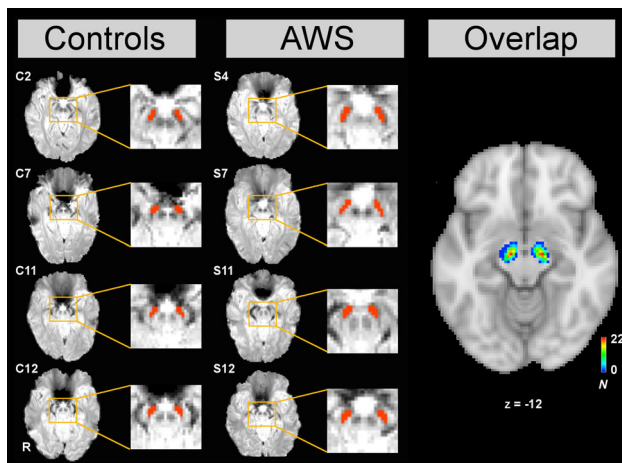 Controls
AWS
Overlap
C2
S4
C7
S7
C11
S11
C12
S12
R
22
0
N
z = -12